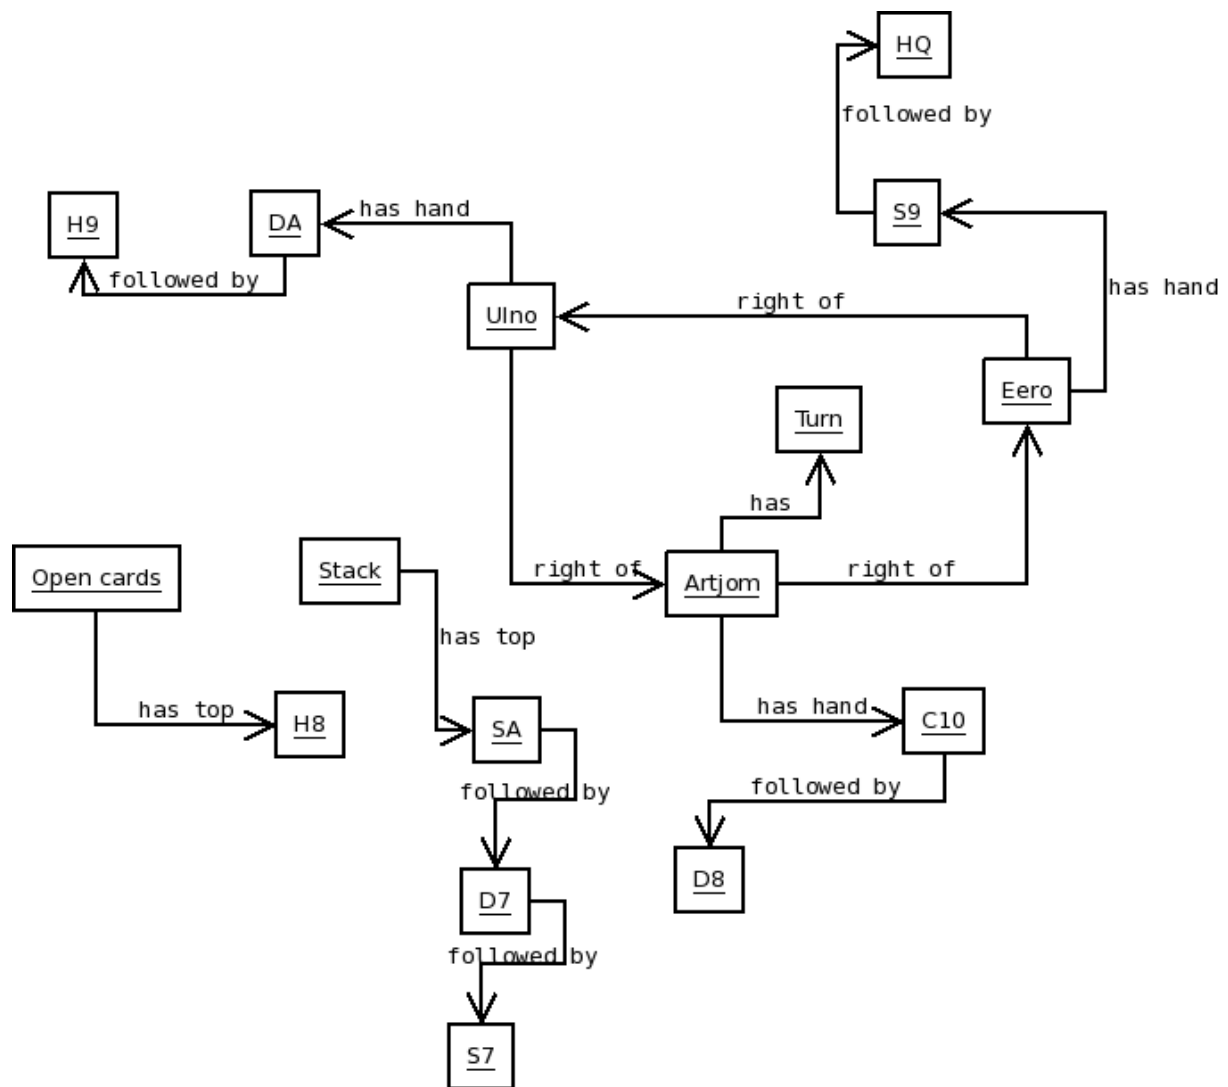 HQ
followed by
S9
has hand
H9
DA
has hand
followed by
Ulno
right of
Eero
Turn
has
right of
Artjom
right of
Open cards
Stack
has top
has top
H8
SA
has hand
C10
followed by
followed by
D7
D8
followed by
S7